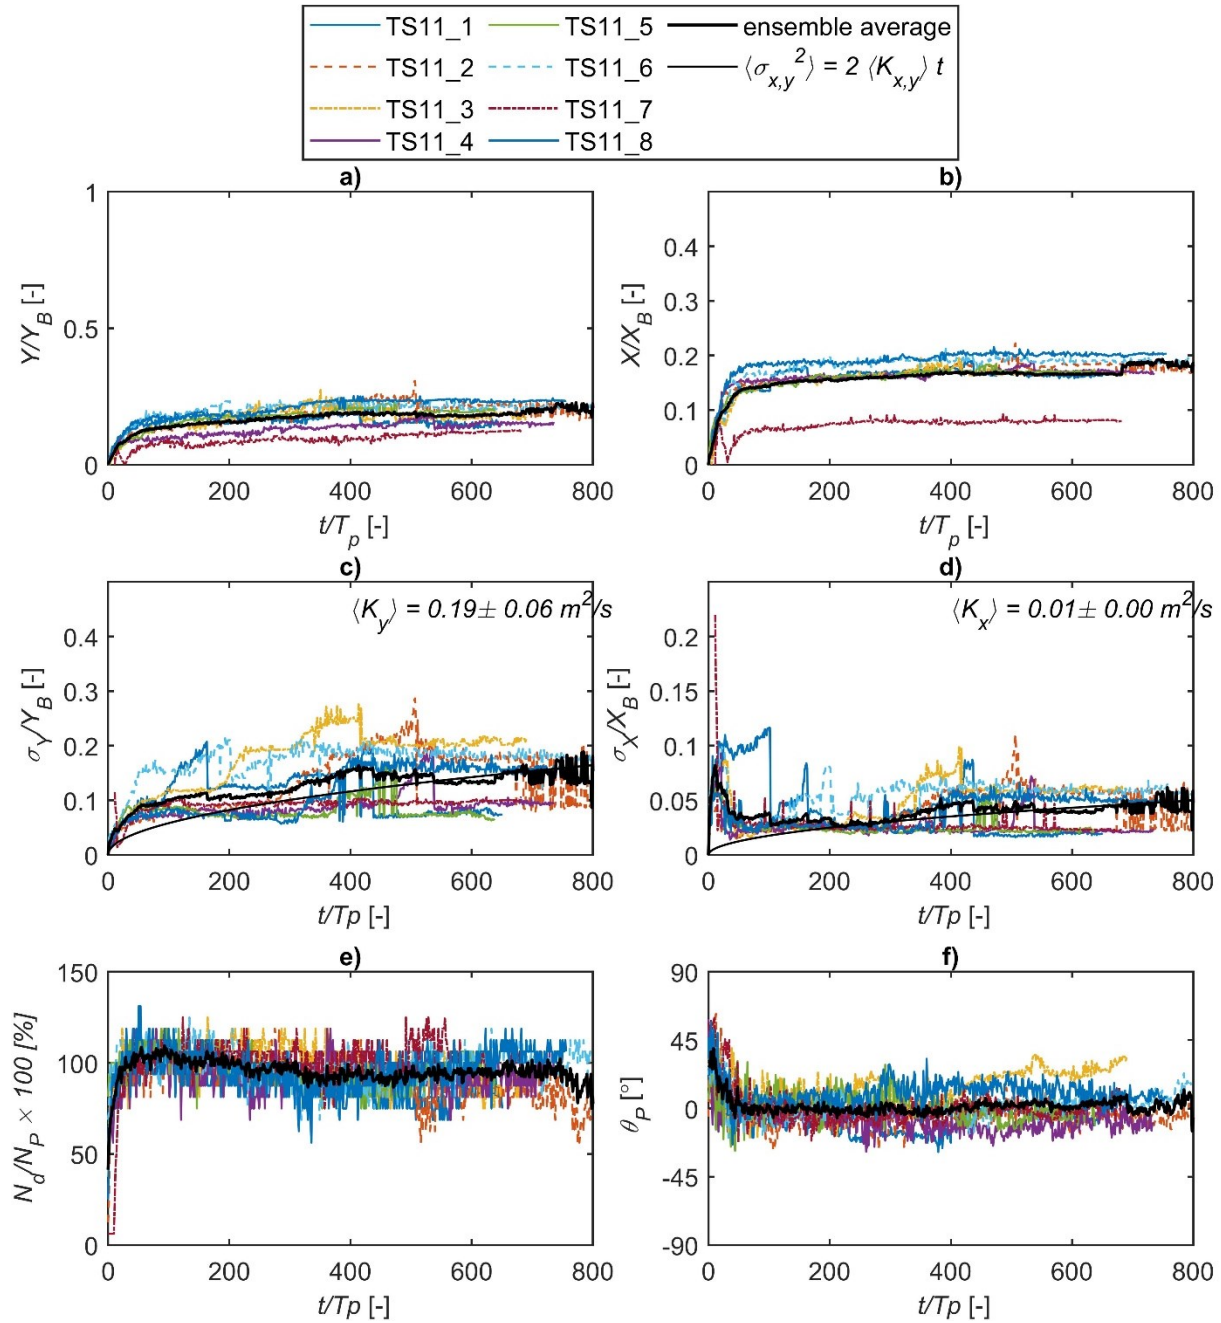 TS11_1 TS11_5 ensemble average
TS11_2 TS11_6 ⟨σx,y²⟩ = 2 ⟨Kx,y⟩ t
TS11_3 TS11_7
TS11_4 TS11_8
a)
1
0.5
0
Y/YB [-]
0 200 400 600 800
t/Tp [-]
b)
0.4
0.3
0.2
0.1
0
X/XB [-]
0 200 400 600 800
t/Tp [-]
c)
⟨Ky⟩ = 0.19± 0.06 m²/s
0.4
0.3
0.2
0.1
0
σY/YB [-]
0 200 400 600 800
t/Tp [-]
d)
⟨Kx⟩ = 0.01± 0.00 m²/s
0.2
0.15
0.1
0.05
0
σX/XB [-]
0 200 400 600 800
t/Tp [-]
e)
150
100
50
0
Nd/NP × 100 [%]
0 200 400 600 800
t/Tp [-]
f)
90
45
0
-45
-90
θP [°]
0 200 400 600 800
t/Tp [-]